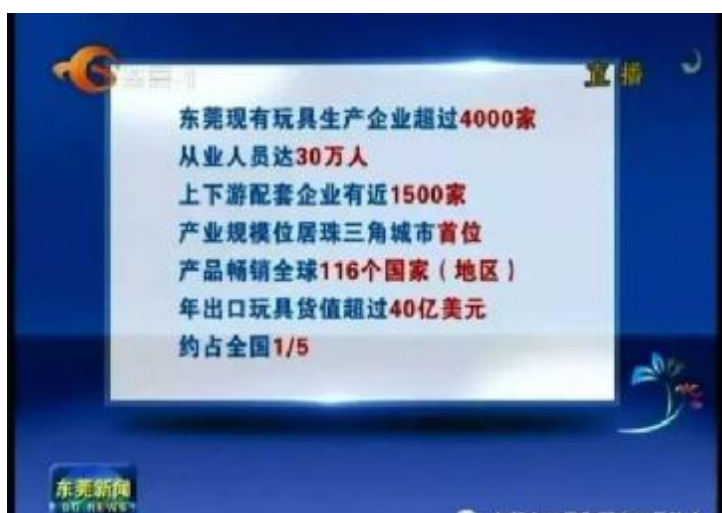 直播
东莞现有玩具生产企业超过4000家
从业人员达30万人
上下游配套企业有近1500家
产业规模位居珠三角城市首位
产品畅销全球116个国家（地区）
年出口玩具货值超过40亿美元
约占全国1/5
东莞新闻
DG NEWS